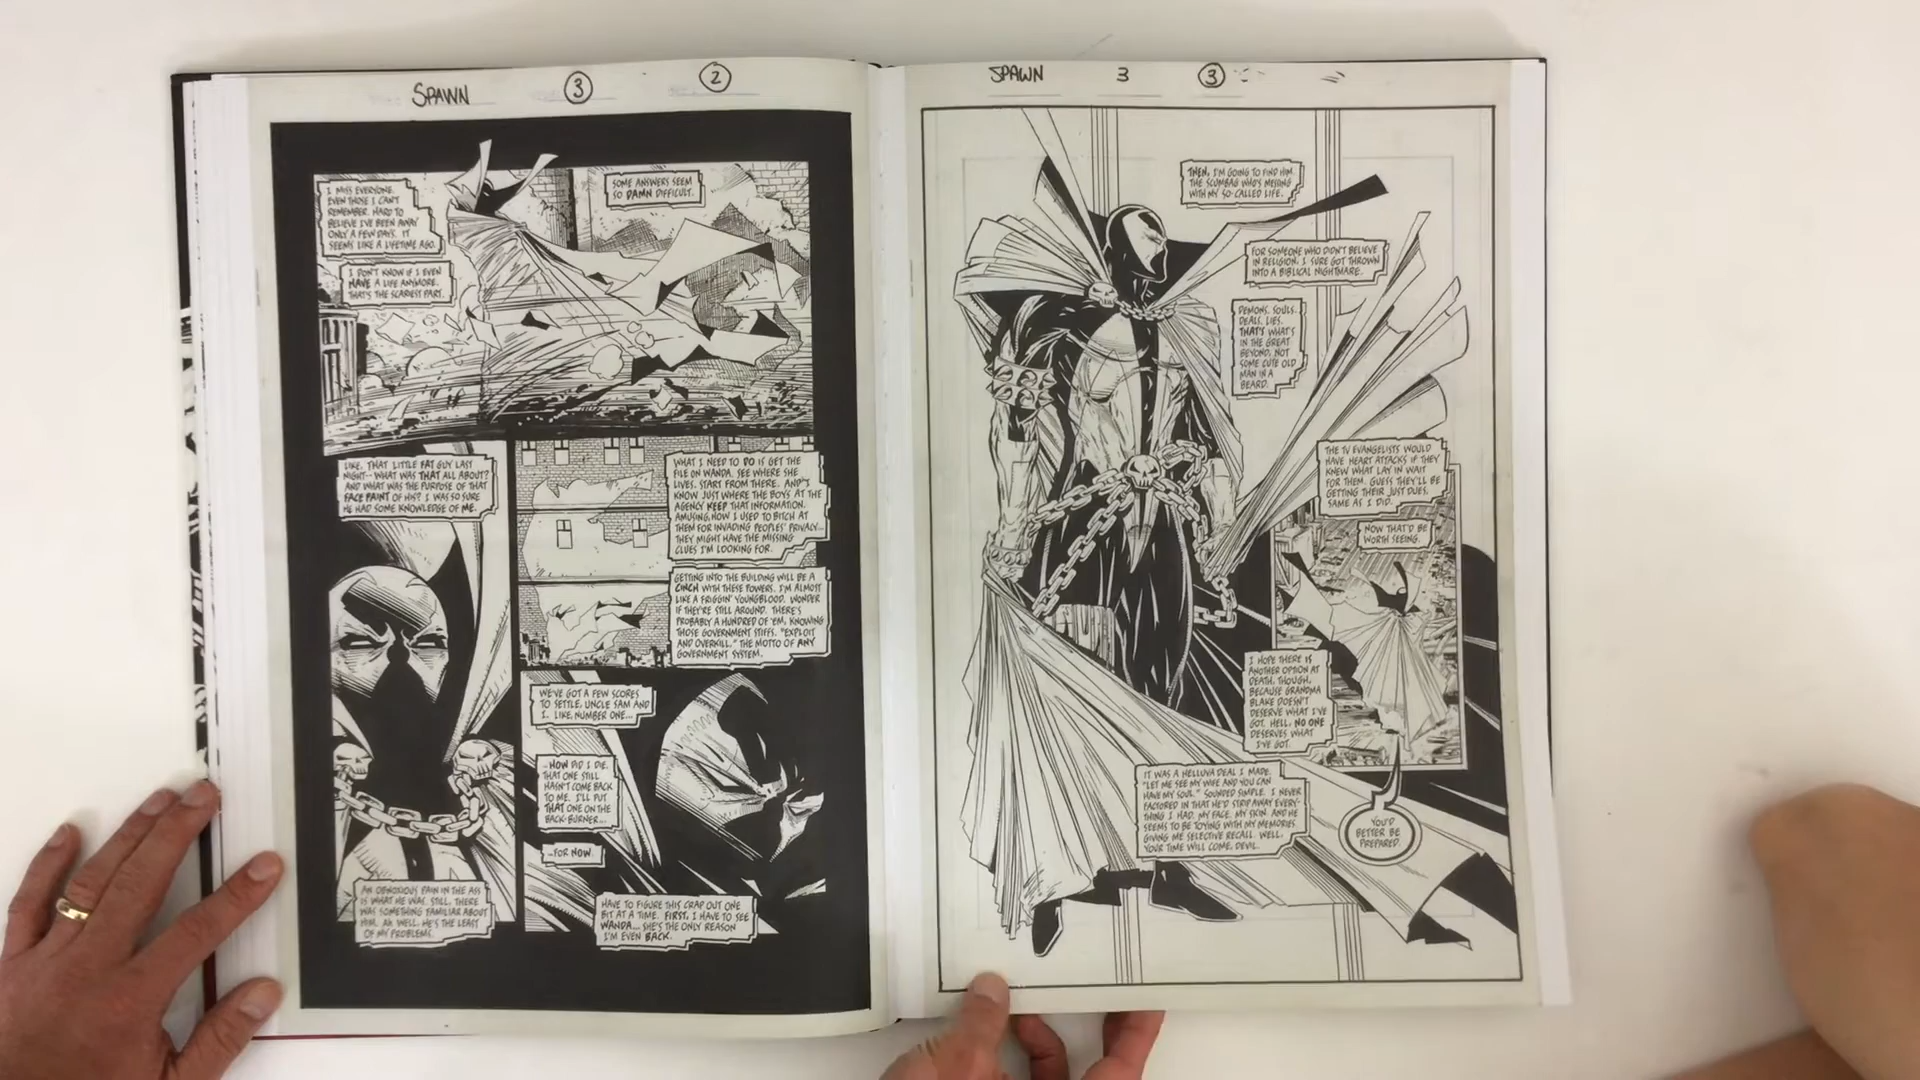 SPAWN
3
2
I MISS EVERYONE.
EVEN THOSE I CAN'T
REMEMBER. HARD TO
BELIEVE I'VE BEEN AWAY
ONLY A FEW DAYS. IT
SEEMS LIKE A LIFETIME AGO.
I DON'T KNOW IF I EVEN
HAVE A LIFE ANYMORE.
THAT'S THE SCARIEST PART.
SOME ANSWERS SEEM
SO DAMN DIFFICULT.
LIKE, THAT LITTLE FAT GUY LAST
NIGHT-- WHAT WAS THAT ALL ABOUT?
AND WHAT WAS THE PURPOSE OF THAT
FACE PAINT OF HIS? I WAS SO SURE
HE HAD SOME KNOWLEDGE OF ME.
AN OBNOXIOUS PAIN IN THE ASS
IS WHAT HE WAS. STILL, THERE
WAS SOMETHING FAMILIAR ABOUT
HIM. AH, WELL. HE'S THE LEAST
OF MY PROBLEMS.
WHAT I NEED TO DO IS GET THE
FILE ON WANDA. SEE WHERE SHE
LIVES. START FROM THERE. AND I
KNOW JUST WHERE THE BOYS AT THE
AGENCY KEEP THAT INFORMATION.
AMUSING, HOW I USED TO BITCH AT
THEM FOR INVADING PEOPLES' PRIVACY...
THEY MIGHT HAVE THE MISSING
CLUES I'M LOOKING FOR.
GETTING INTO THE BUILDING WILL BE A
CINCH WITH THESE POWERS. I'M ALMOST
LIKE A FRIGGIN' YOUNGBLOOD. WONDER
IF THEY'RE STILL AROUND. THERE'S
PROBABLY A HUNDRED OF 'EM, KNOWING
THOSE GOVERNMENT STIFFS. "EXPLOIT
AND OVERKILL." THE MOTTO OF ANY
GOVERNMENT SYSTEM.
WE'VE GOT A FEW SCORES
TO SETTLE, UNCLE SAM AND
I. LIKE, NUMBER ONE...
...HOW DID I DIE.
THAT ONE STILL
HASN'T COME BACK
TO ME. I'LL PUT
THAT ONE ON THE
BACK-BURNER...
...FOR NOW.
HAVE TO FIGURE THIS CRAP OUT ONE
BIT AT A TIME. FIRST, I HAVE TO SEE
WANDA... SHE'S THE ONLY REASON
I'M EVEN BACK.
SPAWN
3
3
THEN, I'M GOING TO FIND HIM.
THE SCUMBAG WHO'S MESSING
WITH MY SO-CALLED LIFE.
FOR SOMEONE WHO DIDN'T BELIEVE
IN RELIGION, I SURE GOT THROWN
INTO A BIBLICAL NIGHTMARE.
DEMONS. SOULS.
DEALS. LIES.
THAT'S WHAT'S
IN THE GREAT
BEYOND, NOT
SOME CUTE OLD
MAN IN A
BEARD.
THE TV EVANGELISTS WOULD
HAVE HEART ATTACKS IF THEY
KNEW WHAT LAY IN WAIT
FOR THEM. GUESS THEY'LL BE
GETTING THEIR JUST DUES,
SAME AS I DID.
NOW THAT'D BE
WORTH SEEING.
I HOPE THERE IS
ANOTHER OPTION AT
DEATH, THOUGH,
BECAUSE GRANDMA
BLAKE DOESN'T
DESERVE WHAT I'VE
GOT. HELL, NO ONE
DESERVES WHAT
I'VE GOT.
IT WAS A HELLUVA DEAL I MADE.
"LET ME SEE MY WIFE AND YOU CAN
HAVE MY SOUL." SOUNDED SIMPLE. I NEVER
FACTORED IN THAT HE'D STRIP AWAY EVERY-
THING I HAD. MY FACE. MY SKIN. AND HE
SEEMS TO BE TOYING WITH MY MEMORIES.
GIVING ME SELECTIVE RECALL. WELL,
YOUR TIME WILL COME, DEVIL.
YOU'D
BETTER BE
PREPARED.